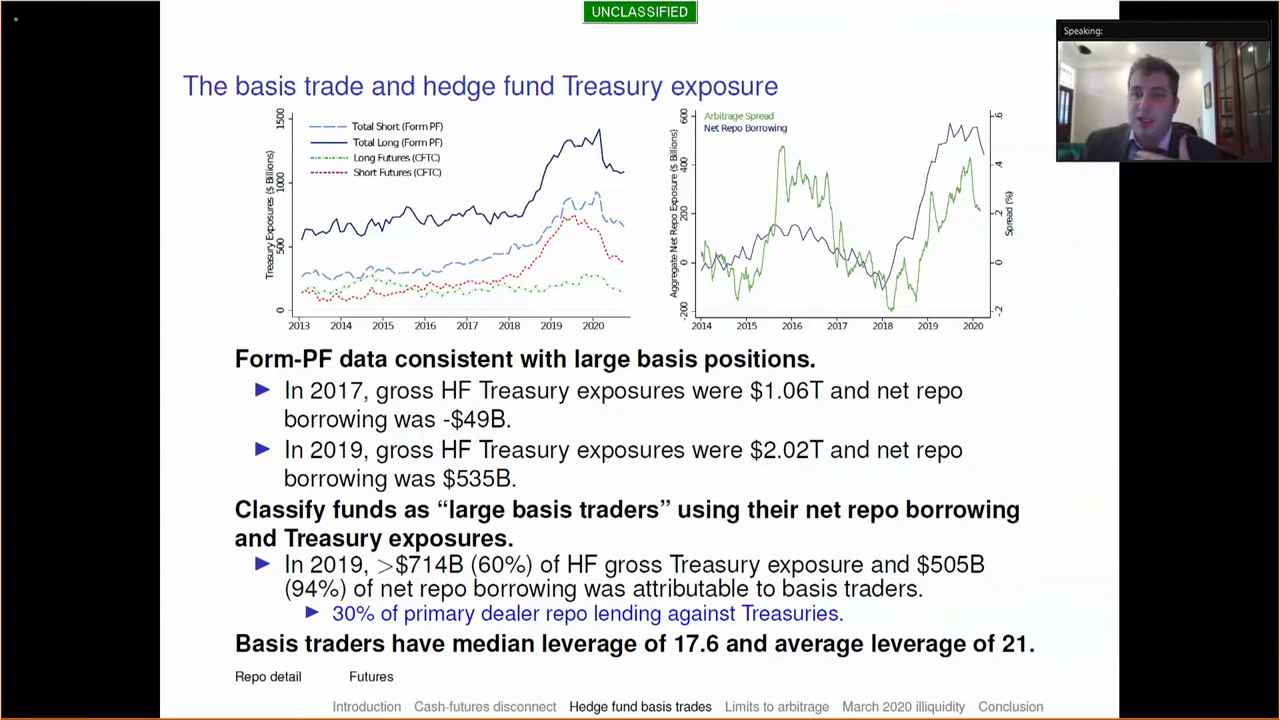 UNCLASSIFIED
Speaking:
The basis trade and hedge fund Treasury exposure
Treasury Exposures ($ Billions)
0 500 1000 1500
Total Short (Form PF)
Total Long (Form PF)
Long Futures (CFTC)
Short Futures (CFTC)
2013 2014 2015 2016 2017 2018 2019 2020
Aggregate Net Repo Exposure ($ Billions)
-200 0 200 400 600
Arbitrage Spread
Net Repo Borrowing
-.2 0 .2 .4 .6
Spread (%)
2014 2015 2016 2017 2018 2019 2020
Form-PF data consistent with large basis positions.
► In 2017, gross HF Treasury exposures were $1.06T and net repo
borrowing was -$49B.
► In 2019, gross HF Treasury exposures were $2.02T and net repo
borrowing was $535B.
Classify funds as “large basis traders” using their net repo borrowing
and Treasury exposures.
► In 2019, >$714B (60%) of HF gross Treasury exposure and $505B
(94%) of net repo borrowing was attributable to basis traders.
► 30% of primary dealer repo lending against Treasuries.
Basis traders have median leverage of 17.6 and average leverage of 21.
Repo detail Futures
Introduction Cash-futures disconnect Hedge fund basis trades Limits to arbitrage March 2020 illiquidity Conclusion